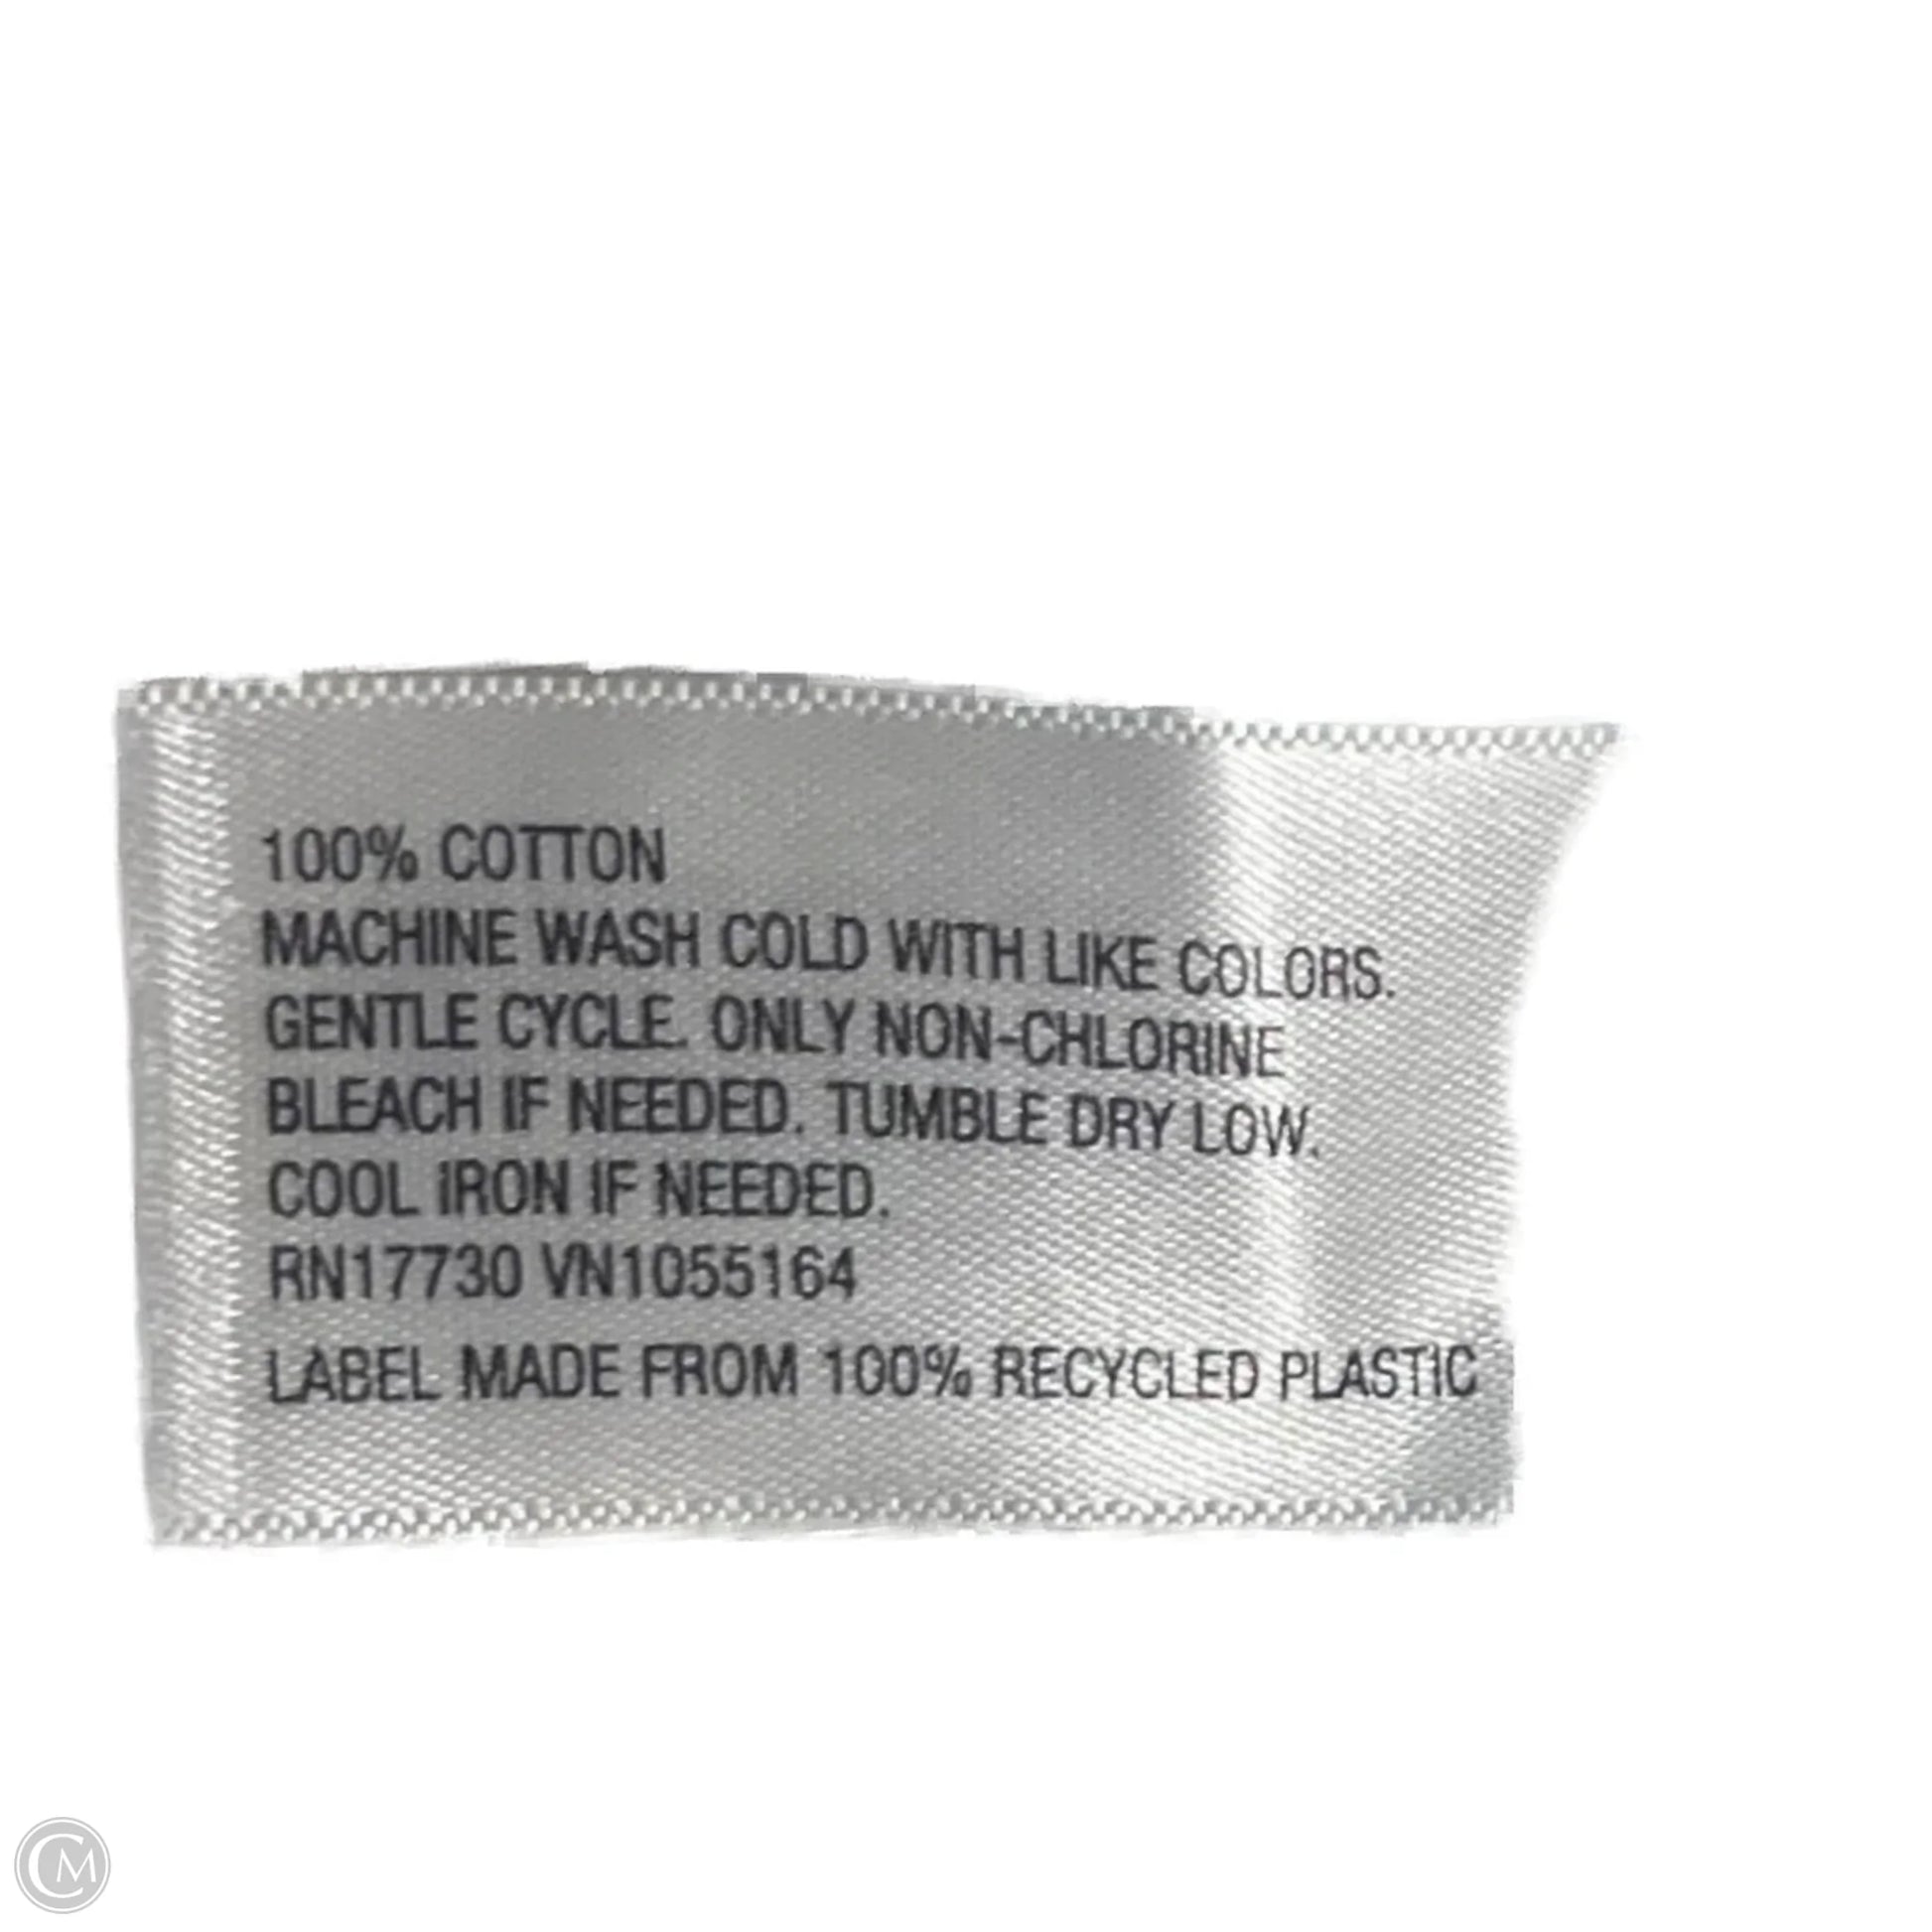 100% COTTON
MACHINE WASH COLD WITH LIKE COLORS.
GENTLE CYCLE. ONLY NON-CHLORINE
BLEACH IF NEEDED. TUMBLE DRY LOW.
COOL IRON IF NEEDED.
RN17730 VN1055164
LABEL MADE FROM 100% RECYCLED PLASTIC
CM